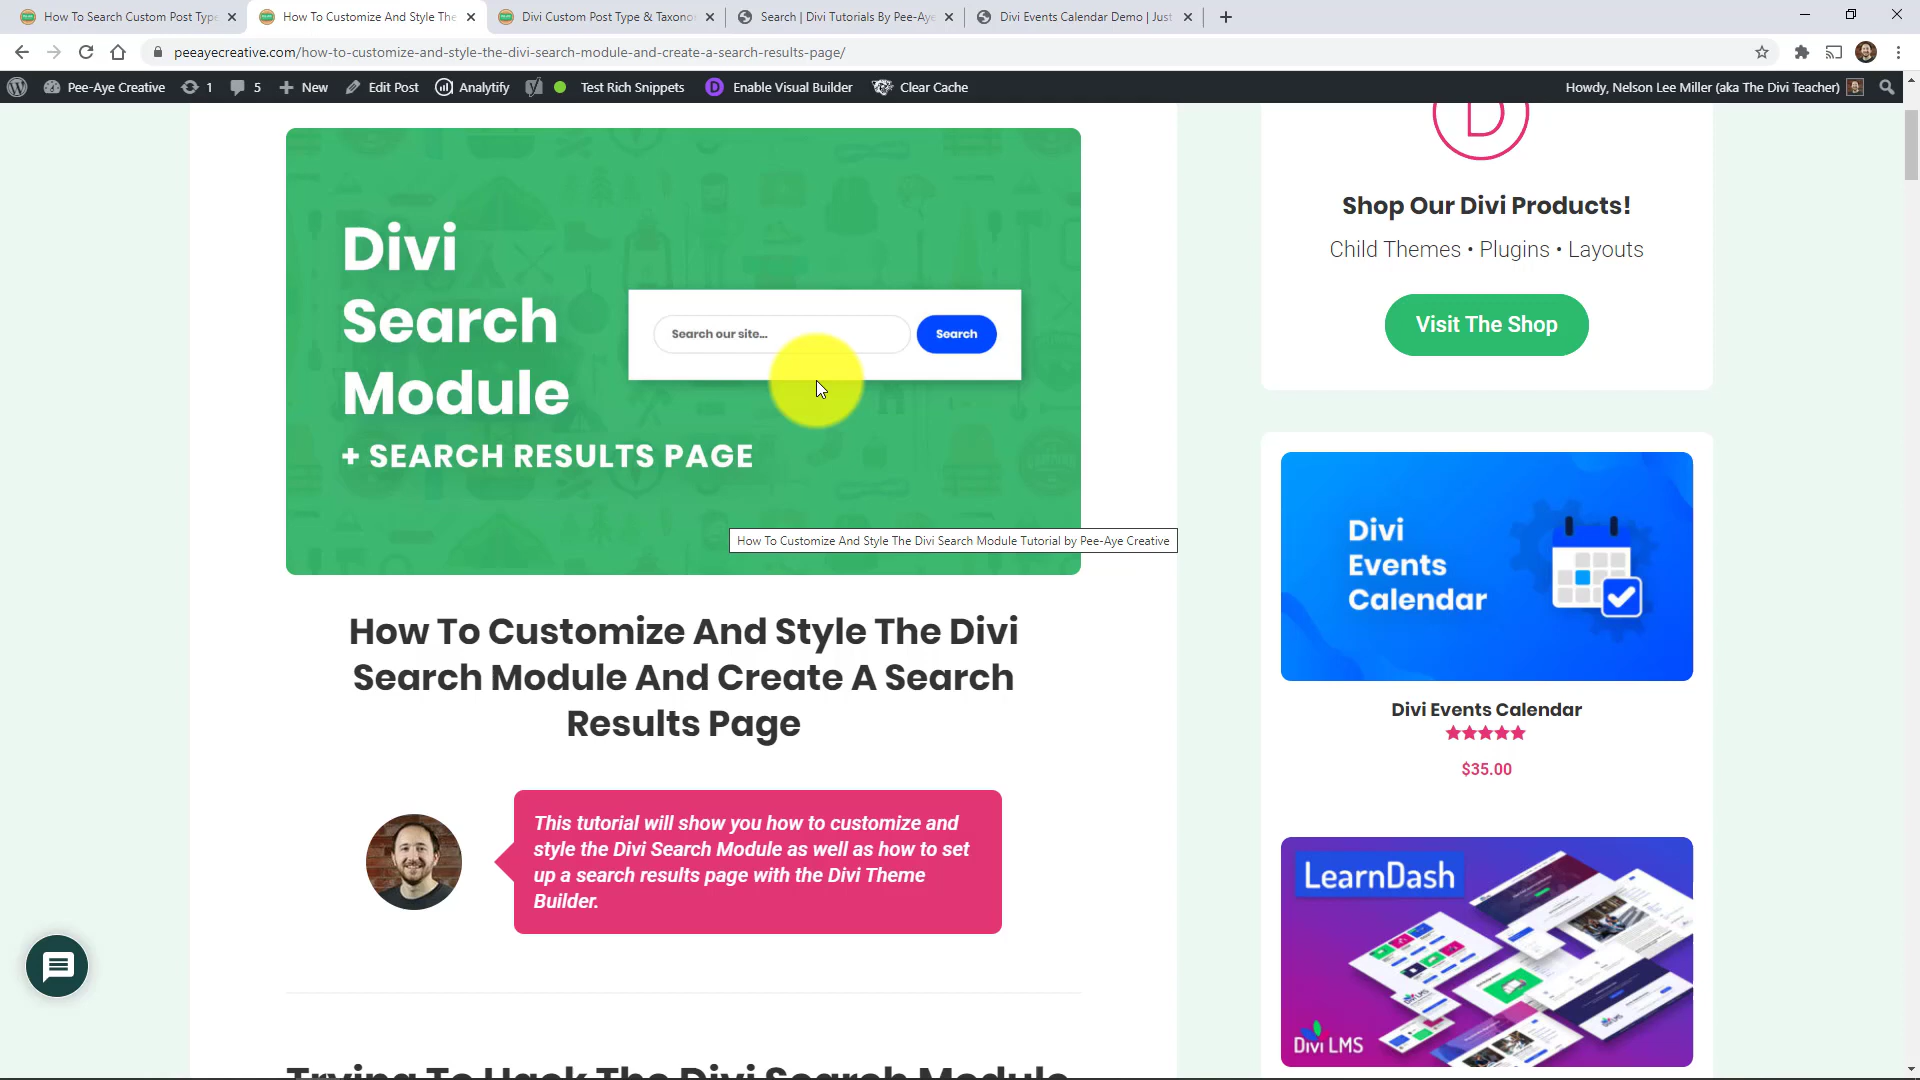 How To Search Custom Post Type
How To Customize And Style The
Divi Custom Post Type & Taxono
Search | Divi Tutorials By Pee-Aye
Divi Events Calendar Demo | Just
peeayecreative.com/how-to-customize-and-style-the-divi-search-module-and-create-a-search-results-page/
Pee-Aye Creative
1
5
New
Edit Post
Analytify
Test Rich Snippets
D
Enable Visual Builder
Clear Cache
Howdy, Nelson Lee Miller (aka The Divi Teacher)
Divi
Search
Module
+ SEARCH RESULTS PAGE
Search our site...
Search
How To Customize And Style The Divi Search Module Tutorial by Pee-Aye Creative
How To Customize And Style The Divi
Search Module And Create A Search
Results Page
This tutorial will show you how to customize and
style the Divi Search Module as well as how to set
up a search results page with the Divi Theme
Builder.
Trying To Hack The Divi Search Module
D
Shop Our Divi Products!
Child Themes • Plugins • Layouts
Visit The Shop
Divi
Events
Calendar
Divi Events Calendar
$35.00
LearnDash
DIVI LMS